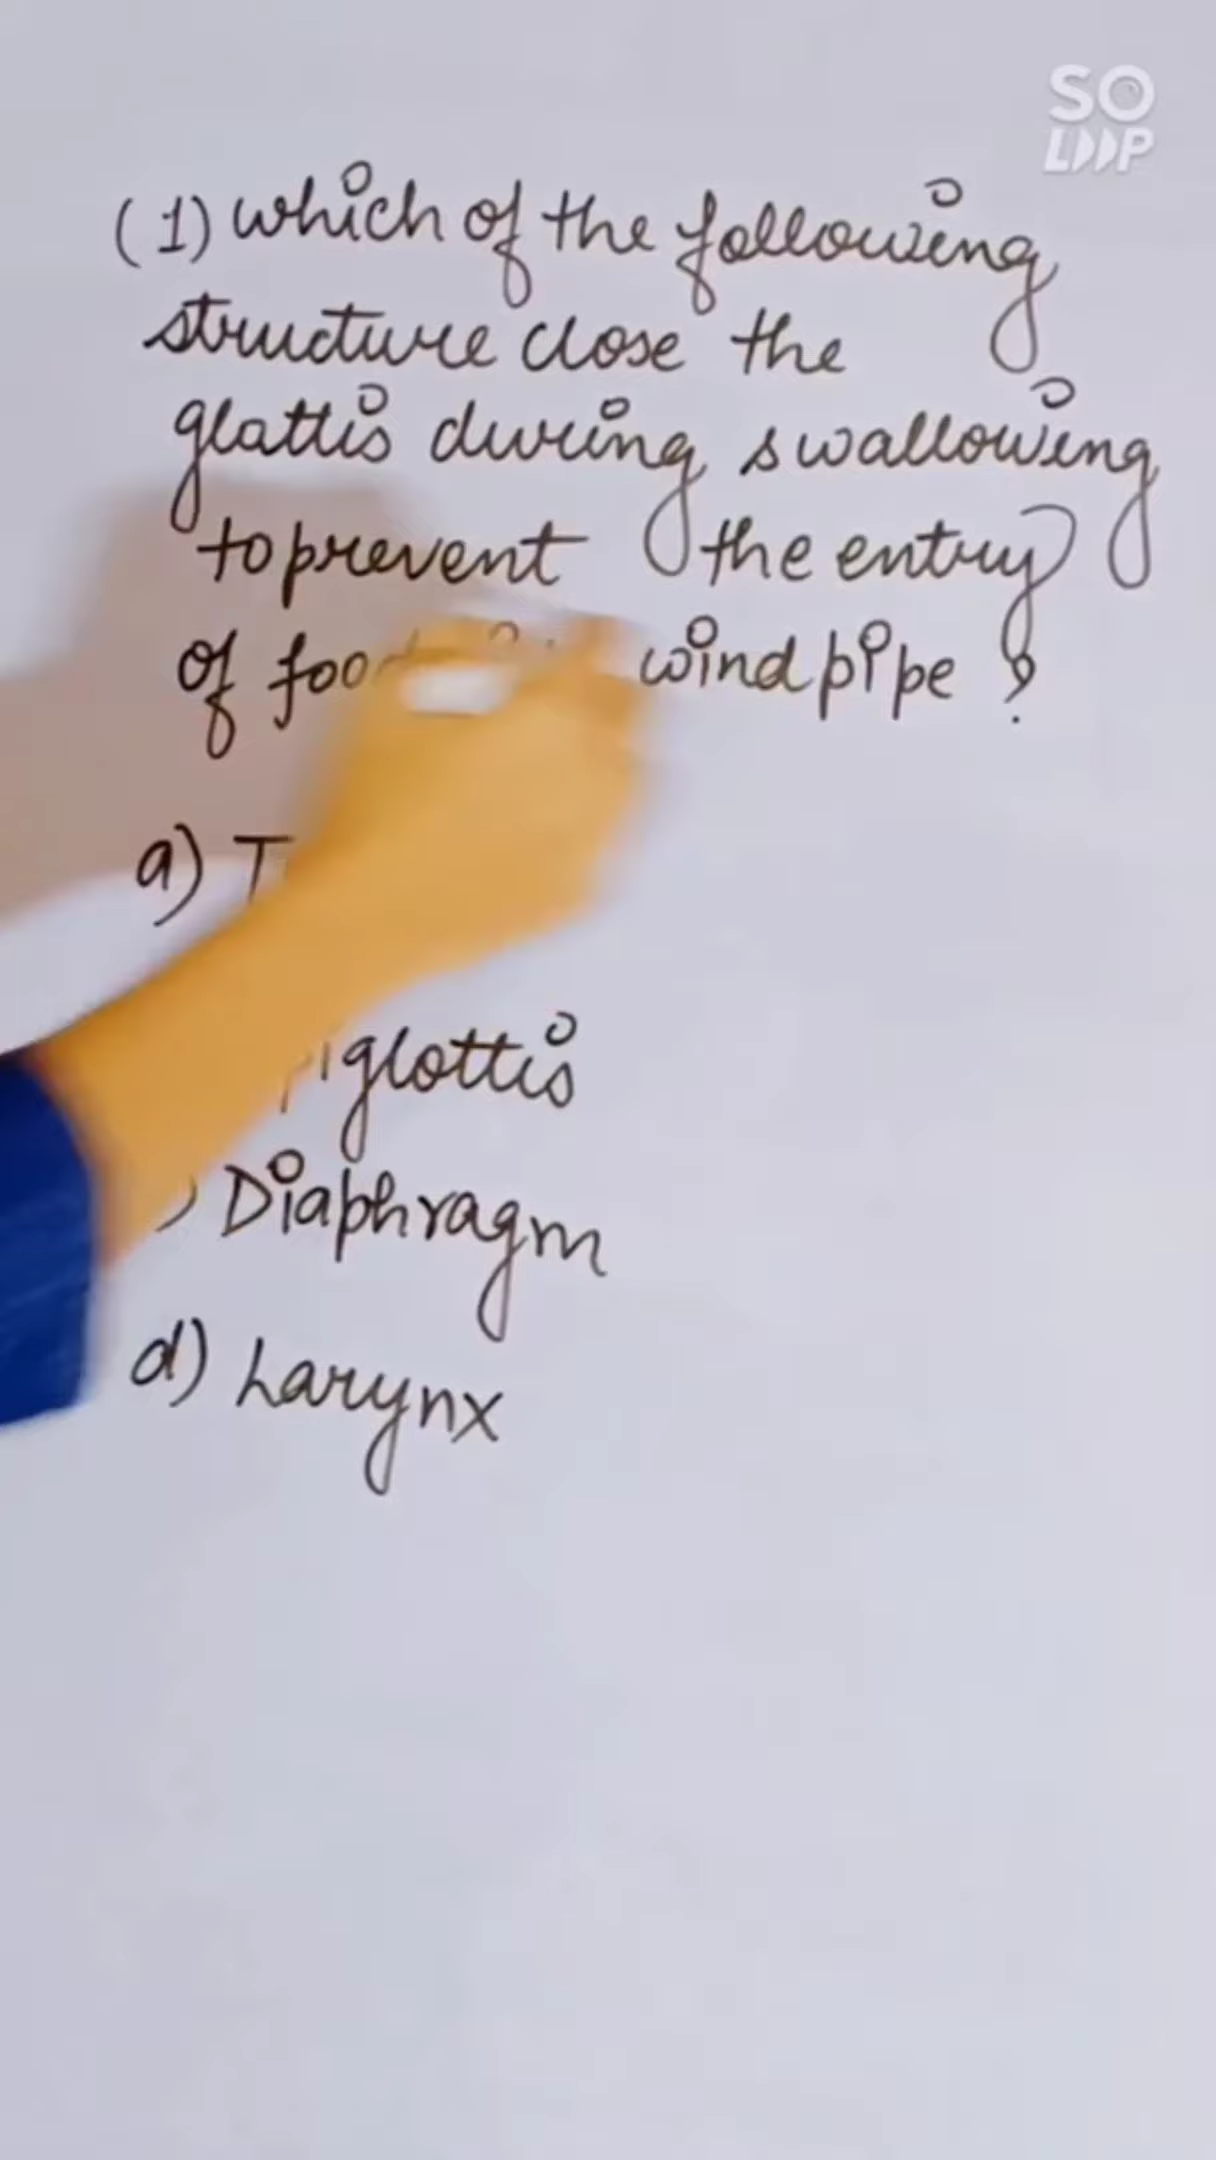 SO
LOOP
(1) which of the following
structure close the
glattis during swallowing
to prevent the entry
of food windpipe ?
a) T
iglottis
) Diaphragm
d) Larynx